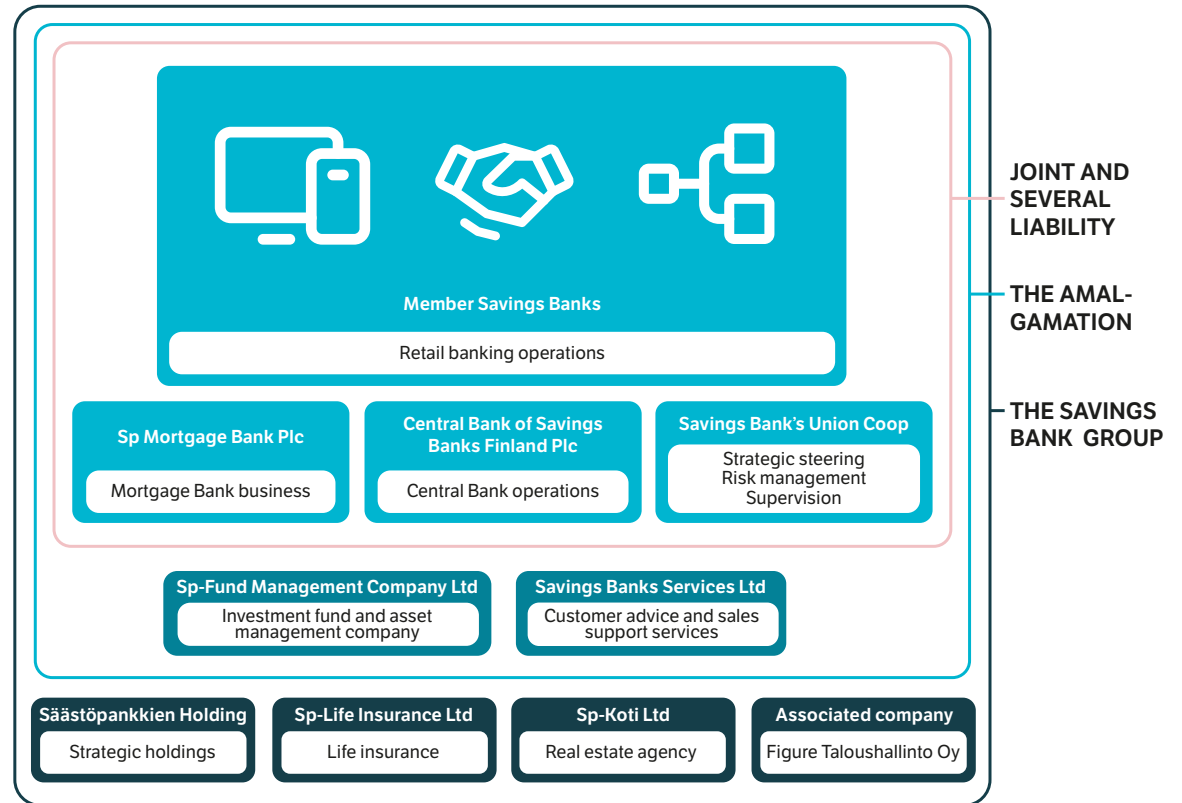 Member Savings Banks
Retail banking operations
Sp Mortgage Bank Plc
Mortgage Bank business
Central Bank of Savings
Banks Finland Plc
Central Bank operations
Savings Bank's Union Coop
Strategic steering
Risk management
Supervision
Sp-Fund Management Company Ltd
Investment fund and asset
management company
Savings Banks Services Ltd
Customer advice and sales
support services
Säästöpankkien Holding
Strategic holdings
Sp-Life Insurance Ltd
Life insurance
Sp-Koti Ltd
Real estate agency
Associated company
Figure Taloushallinto Oy
JOINT AND
SEVERAL
LIABILITY
THE AMAL-
GAMATION
THE SAVINGS
BANK GROUP